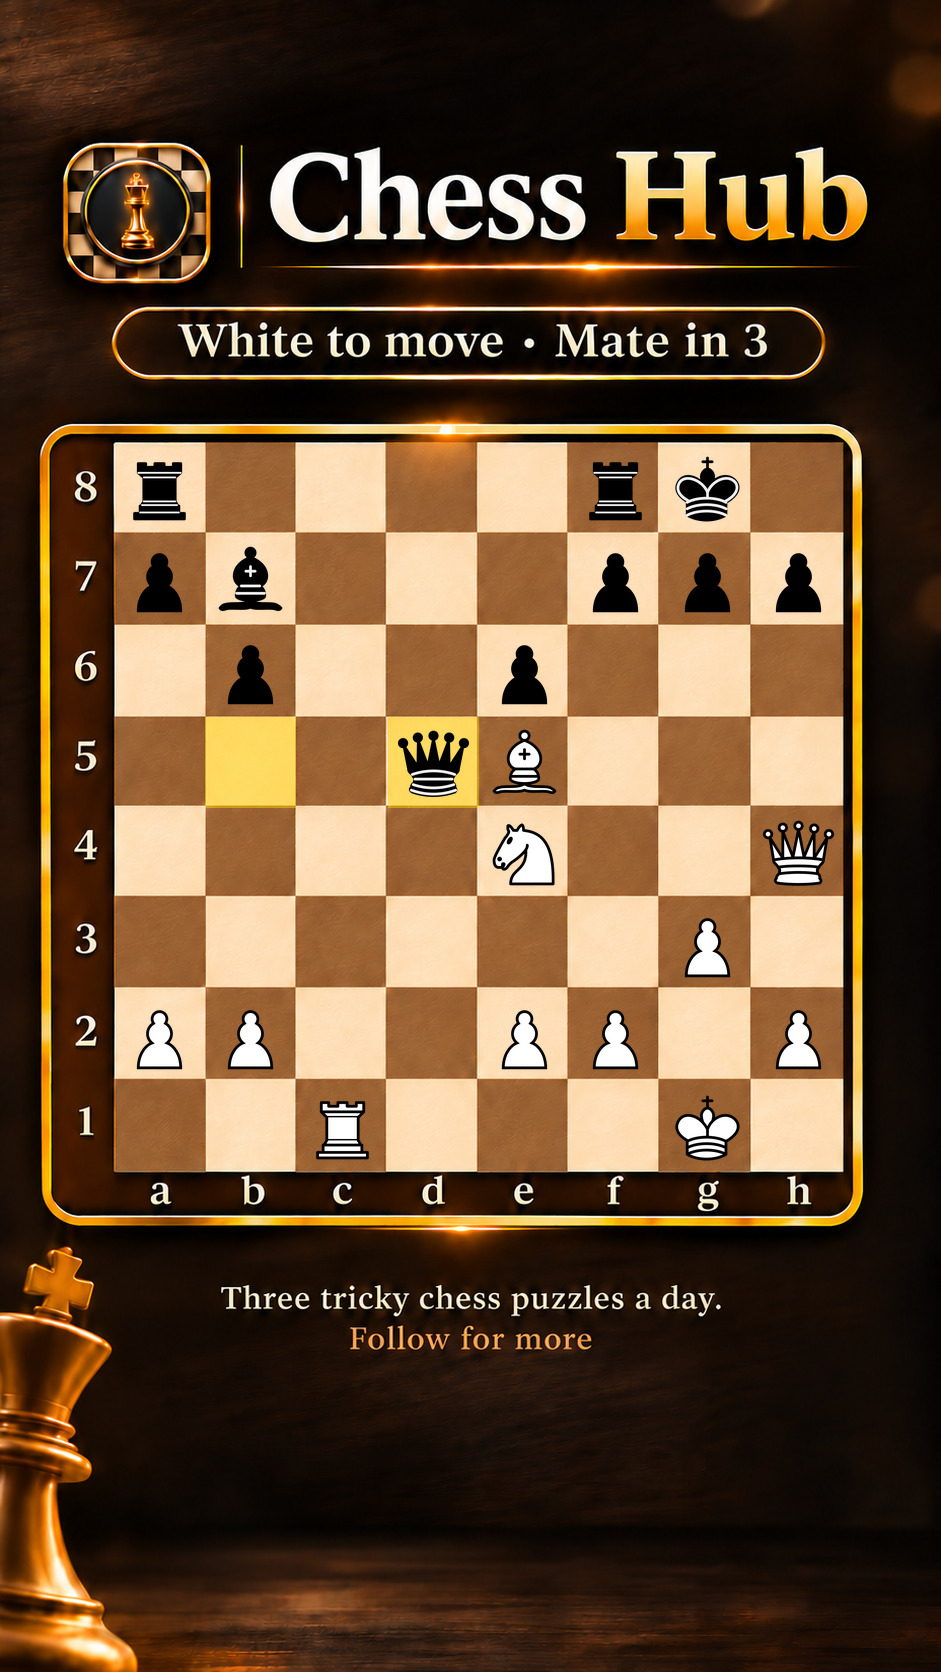 Chess Hub
White to move • Mate in 3
8
7
6
5
4
3
2
1
a b c d e f g h
Three tricky chess puzzles a day.
Follow for more